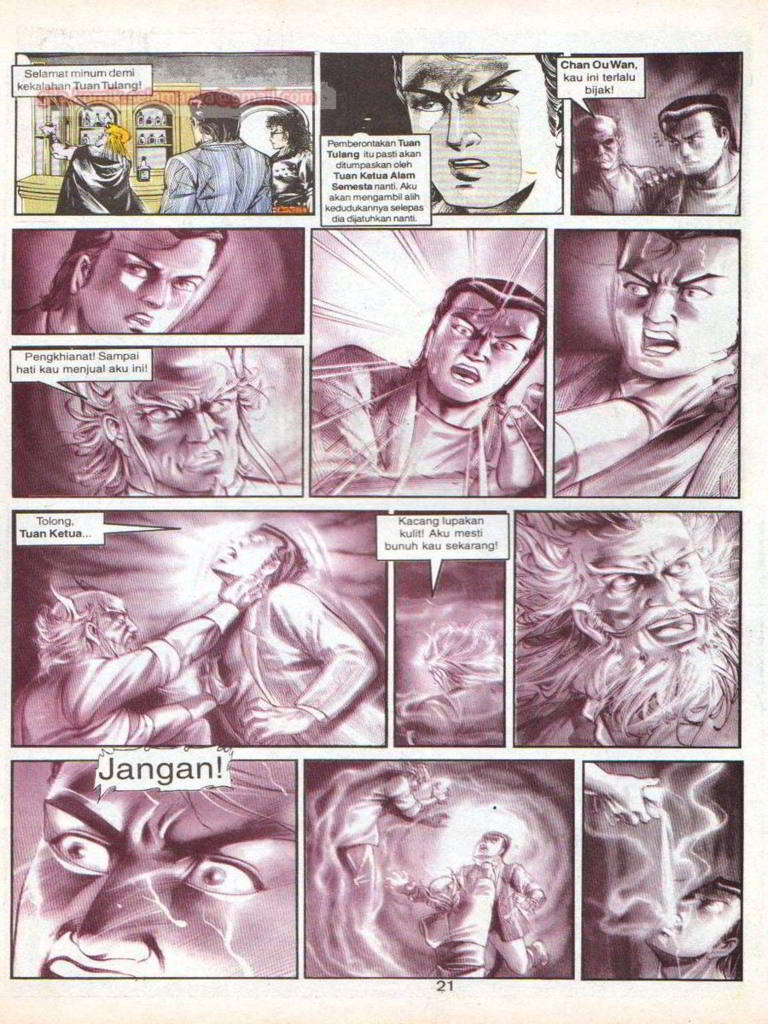 Selamat minum demi
kekalahan Tuan Tulang!
Pemberontakan Tuan
Tulang itu pasti akan
ditumpaskan oleh
Tuan Ketua Alam
Semesta nanti. Aku
akan mengambil alih
kedudukannya selepas
dia dijatuhkan nanti.
Chan Ou Wan,
kau ini terlalu
bijak!
Pengkhianat! Sampai
hati kau menjual aku ini!
Tolong,
Tuan Ketua...
Kacang lupakan
kulit! Aku mesti
bunuh kau sekarang!
Jangan!
21